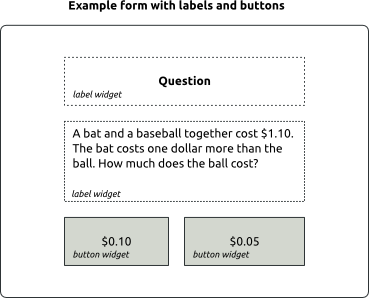 Example form with labels and buttons
Question
label widget
A bat and a baseball together cost $1.10.
The bat costs one dollar more than the
ball. How much does the ball cost?
label widget
$0.10
button widget
$0.05
button widget